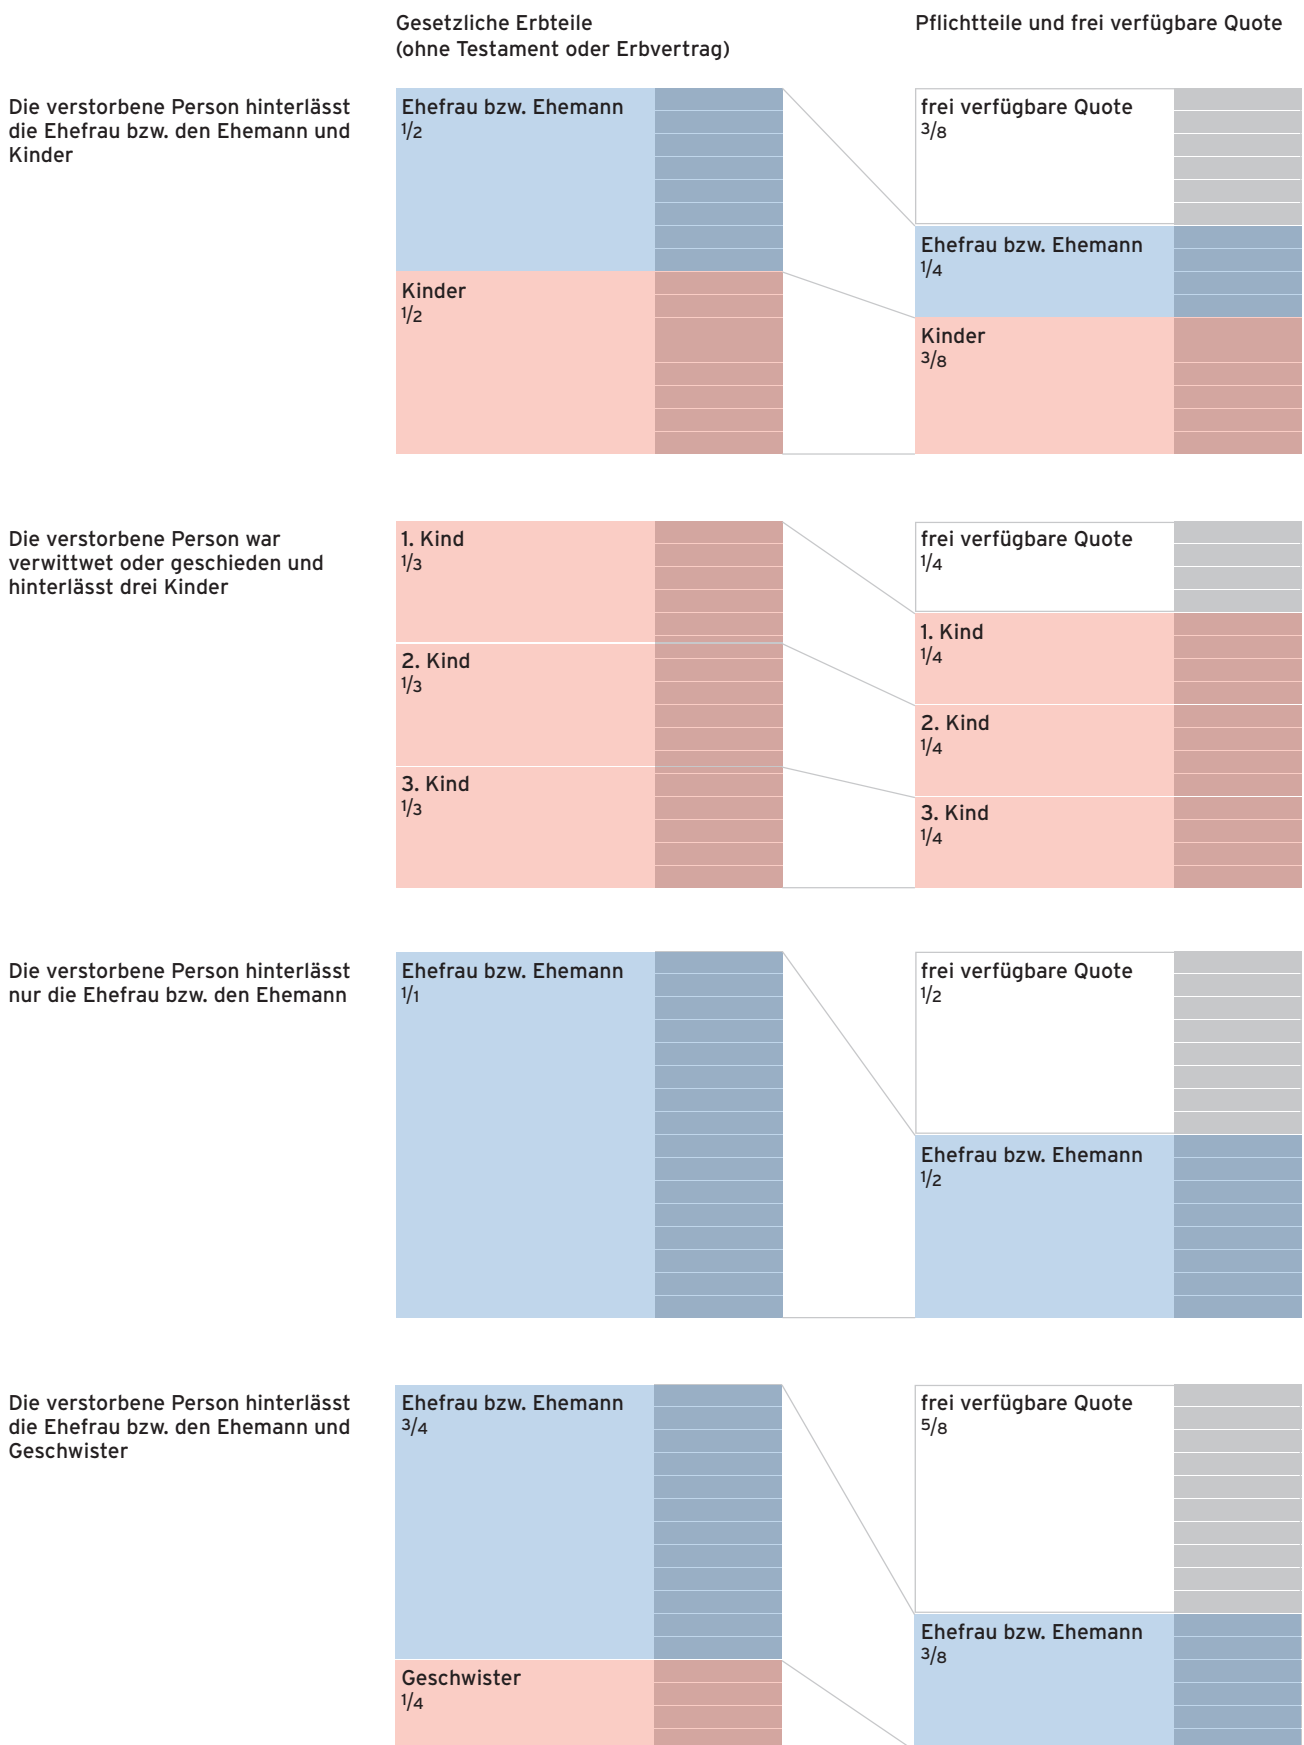 Gesetzliche Erbteile
(ohne Testament oder Erbvertrag)
Pflichtteile und frei verfügbare Quote
Die verstorbene Person hinterlässt
die Ehefrau bzw. den Ehemann und
Kinder
Ehefrau bzw. Ehemann
1/2
Kinder
1/2
frei verfügbare Quote
3/8
Ehefrau bzw. Ehemann
1/4
Kinder
3/8
Die verstorbene Person war
verwittwet oder geschieden und
hinterlässt drei Kinder
1. Kind
1/3
2. Kind
1/3
3. Kind
1/3
frei verfügbare Quote
1/4
1. Kind
1/4
2. Kind
1/4
3. Kind
1/4
Die verstorbene Person hinterlässt
nur die Ehefrau bzw. den Ehemann
Ehefrau bzw. Ehemann
1/1
frei verfügbare Quote
1/2
Ehefrau bzw. Ehemann
1/2
Die verstorbene Person hinterlässt
die Ehefrau bzw. den Ehemann und
Geschwister
Ehefrau bzw. Ehemann
3/4
Geschwister
1/4
frei verfügbare Quote
5/8
Ehefrau bzw. Ehemann
3/8